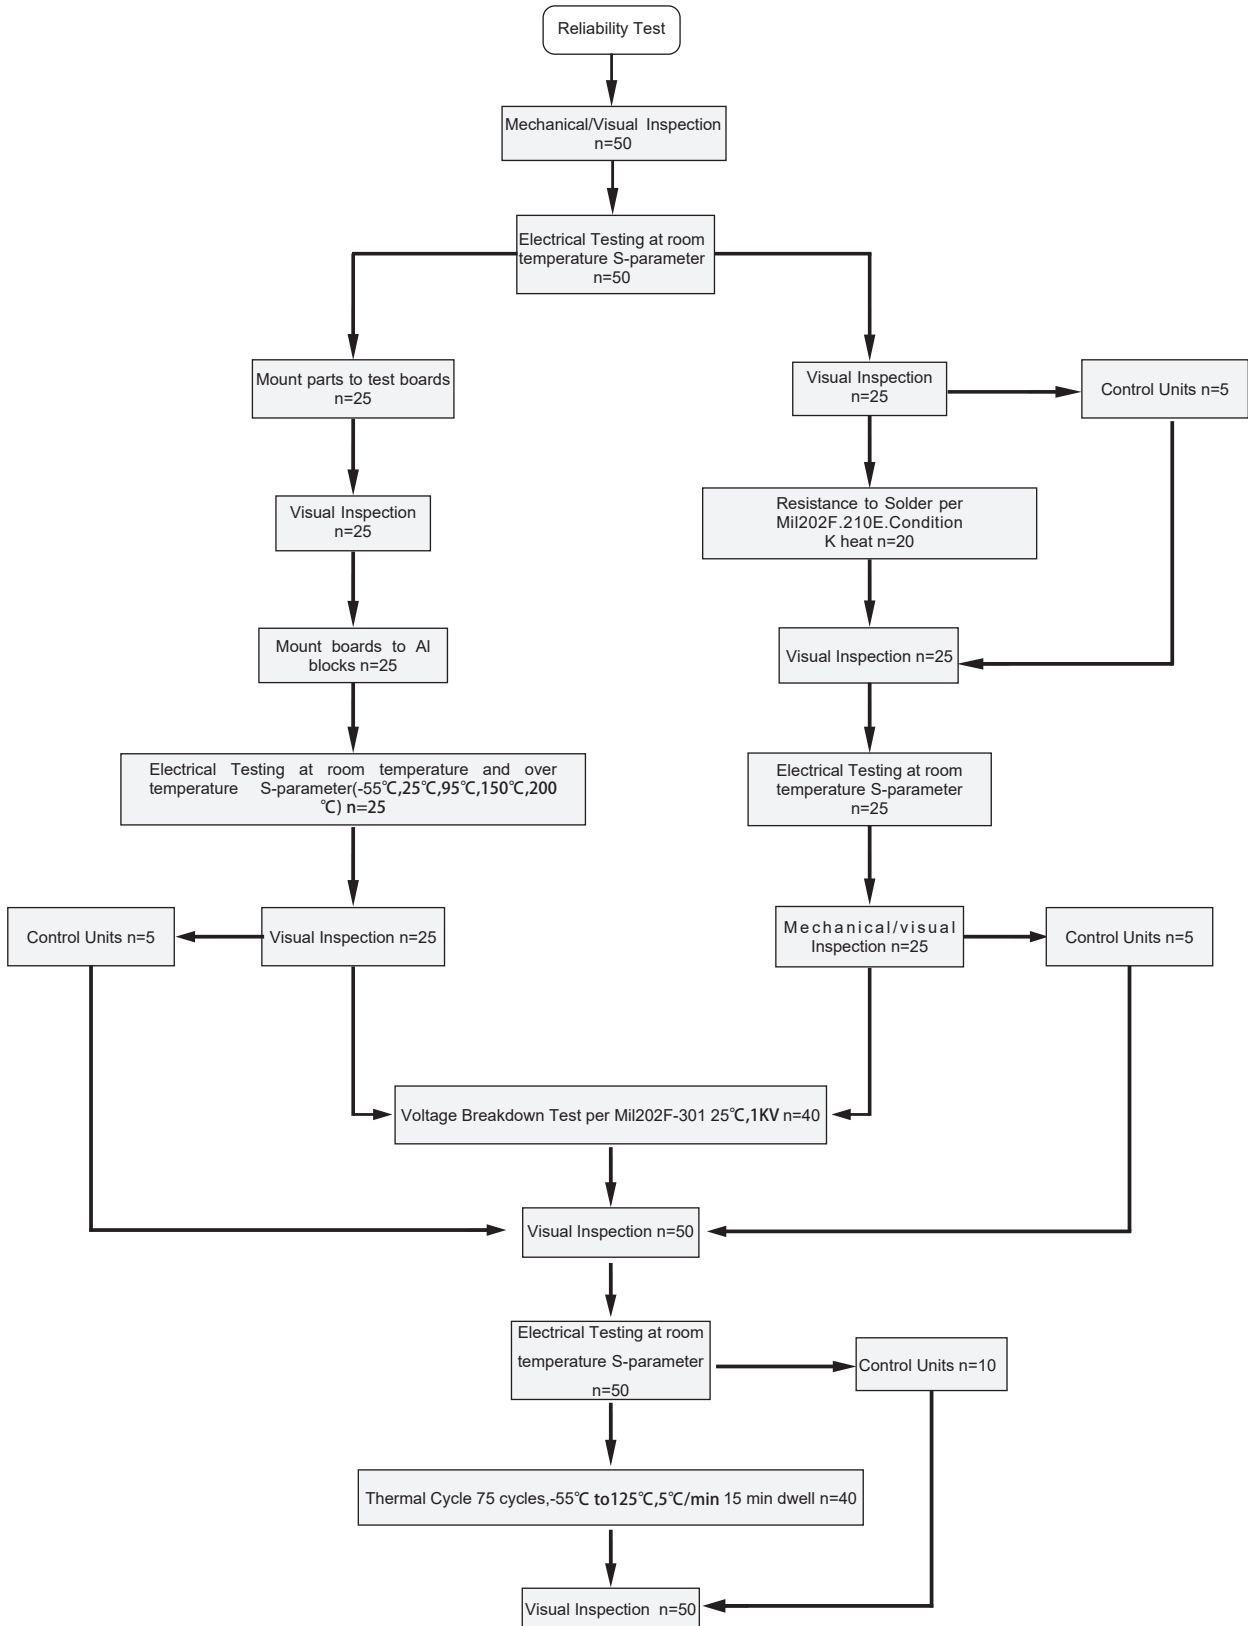 Reliability Test
Mechanical/Visual Inspection
n=50
Electrical Testing at room
temperature S-parameter
n=50
Mount parts to test boards
n=25
Visual Inspection
n=25
Control Units n=5
Visual Inspection
n=25
Resistance to Solder per
Mil202F.210E.Condition
K heat n=20
Mount boards to Al
blocks n=25
Visual Inspection n=25
Electrical Testing at room temperature and over
temperature S-parameter(-55℃,25℃,95℃,150℃,200
℃) n=25
Electrical Testing at room
temperature S-parameter
n=25
Control Units n=5
Visual Inspection n=25
Mechanical/visual
Inspection n=25
Control Units n=5
Voltage Breakdown Test per Mil202F-301 25℃,1KV n=40
Visual Inspection n=50
Electrical Testing at room
temperature S-parameter
n=50
Control Units n=10
Thermal Cycle 75 cycles,-55℃ to125℃,5℃/min 15 min dwell n=40
Visual Inspection n=50